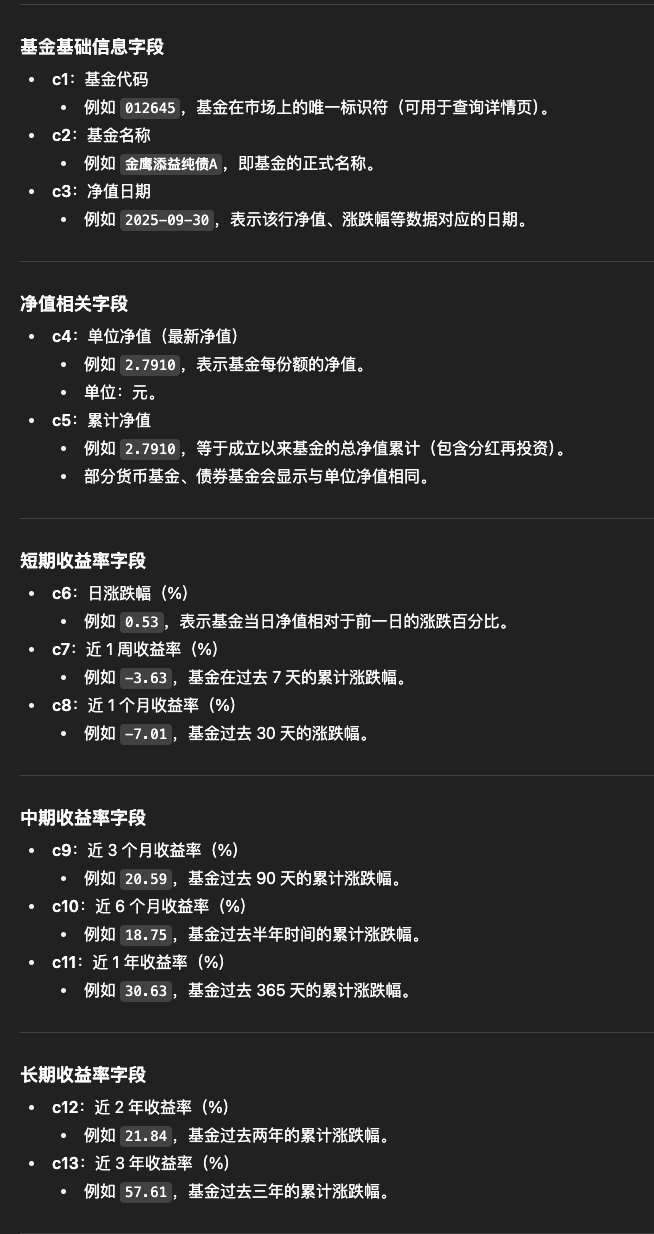 基金基础信息字段
• c1：基金代码
• 例如 012645，基金在市场上的唯一标识符（可用于查询详情页）。
• c2：基金名称
• 例如 金鹰添益纯债A，即基金的正式名称。
• c3：净值日期
• 例如 2025-09-30，表示该行净值、涨跌幅等数据对应的日期。
净值相关字段
• c4：单位净值（最新净值）
• 例如 2.7910，表示基金每份额的净值。
• 单位：元。
• c5：累计净值
• 例如 2.7910，等于成立以来基金的总净值累计（包含分红再投资）。
• 部分货币基金、债券基金会显示与单位净值相同。
短期收益率字段
• c6：日涨跌幅（%）
• 例如 0.53，表示基金当日净值相对于前一日的涨跌百分比。
• c7：近 1 周收益率（%）
• 例如 -3.63，基金在过去 7 天的累计涨跌幅。
• c8：近 1 个月收益率（%）
• 例如 -7.01，基金过去 30 天的涨跌幅。
中期收益率字段
• c9：近 3 个月收益率（%）
• 例如 20.59，基金过去 90 天的累计涨跌幅。
• c10：近 6 个月收益率（%）
• 例如 18.75，基金过去半年时间的累计涨跌幅。
• c11：近 1 年收益率（%）
• 例如 30.63，基金过去 365 天的累计涨跌幅。
长期收益率字段
• c12：近 2 年收益率（%）
• 例如 21.84，基金过去两年的累计涨跌幅。
• c13：近 3 年收益率（%）
• 例如 57.61，基金过去三年的累计涨跌幅。